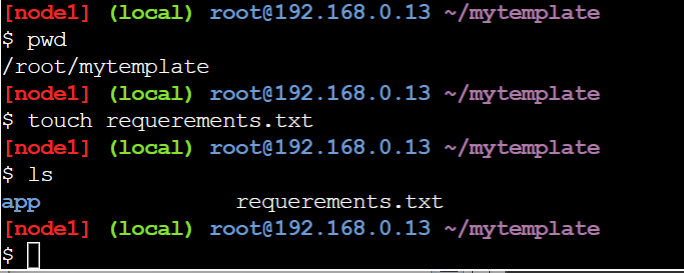 [node1] (local) root@192.168.0.13 ~/mytemplate
$ pwd
/root/mytemplate
[node1] (local) root@192.168.0.13 ~/mytemplate
$ touch requerements.txt
[node1] (local) root@192.168.0.13 ~/mytemplate
$ ls
app               requerements.txt
[node1] (local) root@192.168.0.13 ~/mytemplate
$